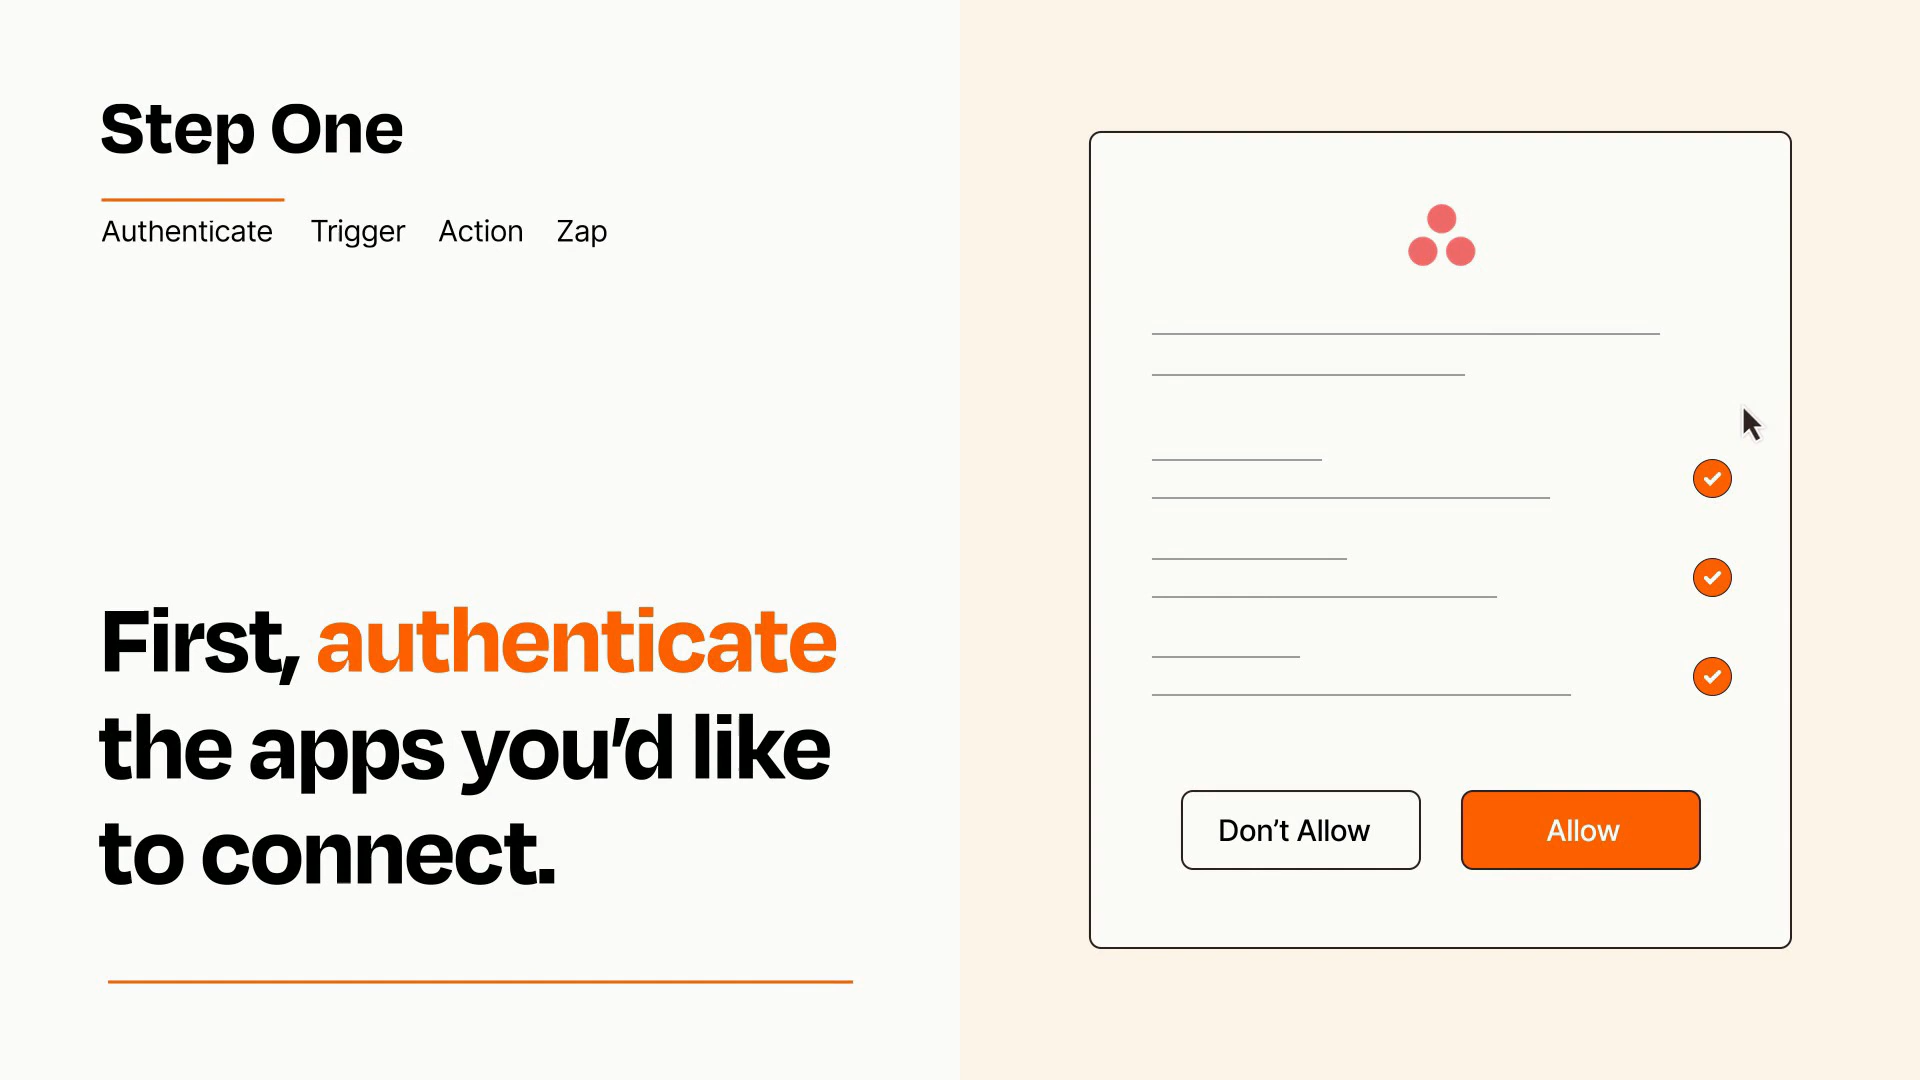 Step One
Authenticate Trigger Action Zap
First, authenticate
the apps you’d like
to connect.
Don’t Allow
Allow